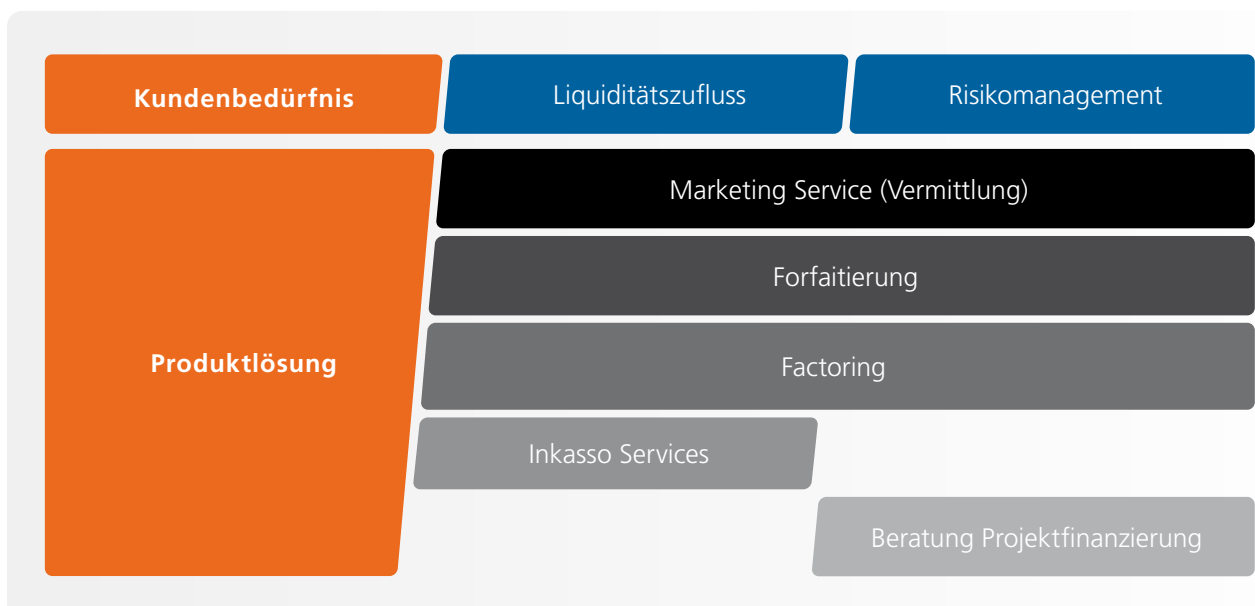 Kundenbedürfnis
Liquiditätszufluss
Risikomanagement
Produktlösung
Marketing Service (Vermittlung)
Forfaitierung
Factoring
Inkasso Services
Beratung Projektfinanzierung